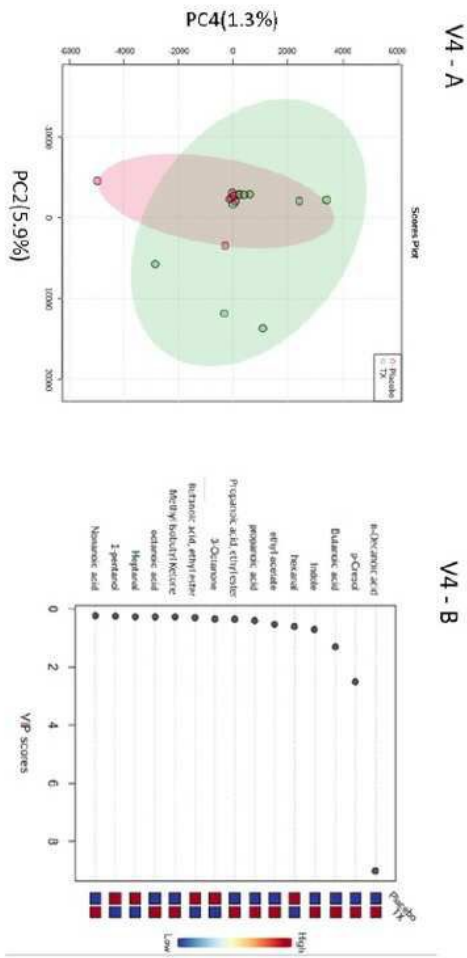 V4 - A
Scores Plot
PC4(1.3%)
6000
4000
2000
0
-2000
-4000
-6000
-10000
0
10000
20000
PC2(5.9%)
Placebo
TX
V4 - B
n-Decanoic acid
p-Cresol
Butanoic acid
Indole
hexanal
ethyl acetate
propanoic acid
Propanoic acid, ethyl ester
3-Octanone
Butanoic acid, ethyl ester
Methyl Isobutyl Ketone
octanoic acid
Heptanal
1-pentanol
Nonanoic acid
0
2
4
6
8
VIP scores
Placebo
TX
High
Low